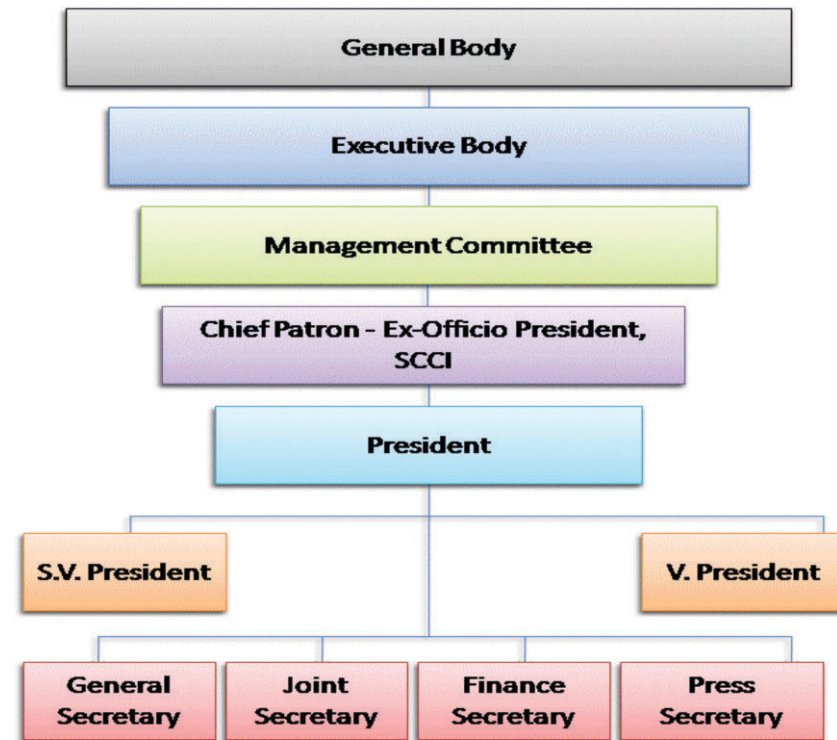 General Body
Executive Body
Management Committee
Chief Patron - Ex-Officio President,
SCCI
President
S.V. President
V. President
General
Secretary
Joint
Secretary
Finance
Secretary
Press
Secretary